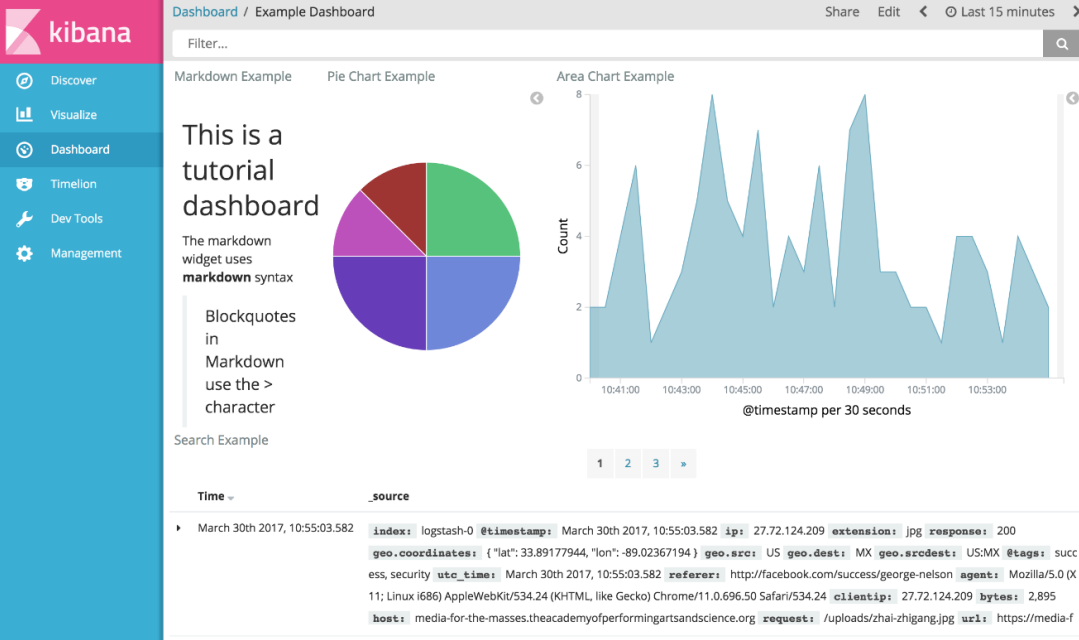 kibana
Discover
Visualize
Dashboard
Timelion
Dev Tools
Management
Dashboard / Example Dashboard
Share Edit Last 15 minutes
Filter...
Markdown Example
This is a
tutorial
dashboard
The markdown
widget uses
markdown syntax
Blockquotes
in
Markdown
use the >
character
Pie Chart Example
Area Chart Example
8
6
4
2
0
Count
10:41:00 10:43:00 10:45:00 10:47:00 10:49:00 10:51:00 10:53:00
@timestamp per 30 seconds
Search Example
1 2 3 »
Time _source
March 30th 2017, 10:55:03.582
index: logstash-0 @timestamp: March 30th 2017, 10:55:03.582 ip: 27.72.124.209 extension: jpg response: 200
geo.coordinates: { "lat": 33.89177944, "lon": -89.02367194 } geo.src: US geo.dest: MX geo.srcdest: US:MX @tags: succ
ess, security utc_time: March 30th 2017, 10:55:03.582 referer: http://facebook.com/success/george-nelson agent: Mozilla/5.0 (X
11; Linux i686) AppleWebKit/534.24 (KHTML, like Gecko) Chrome/11.0.696.50 Safari/534.24 clientip: 27.72.124.209 bytes: 2,895
host: media-for-the-masses.theacademyofperformingartsandscience.org request: /uploads/zhai-zhigang.jpg url: https://media-f